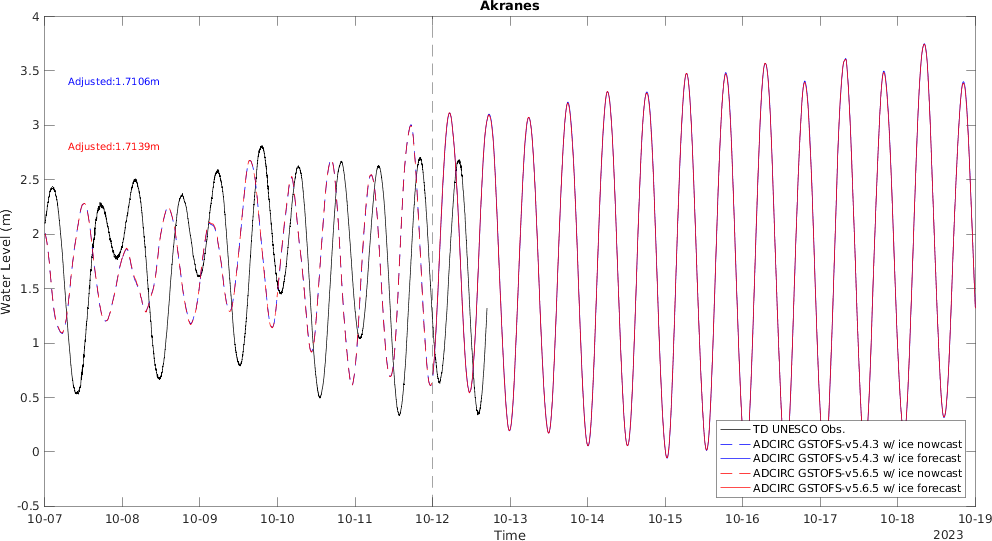 Akranes
4
3.5
3
2.5
2
1.5
1
0.5
0
-0.5
Water Level (m)
Adjusted:1.7106m
Adjusted:1.7139m
TD UNESCO Obs.
ADCIRC GSTOFS-v5.4.3 w/ ice nowcast
ADCIRC GSTOFS-v5.4.3 w/ ice forecast
ADCIRC GSTOFS-v5.6.5 w/ ice nowcast
ADCIRC GSTOFS-v5.6.5 w/ ice forecast
10-07 10-08 10-09 10-10 10-11 10-12 10-13 10-14 10-15 10-16 10-17 10-18 10-19
Time
2023